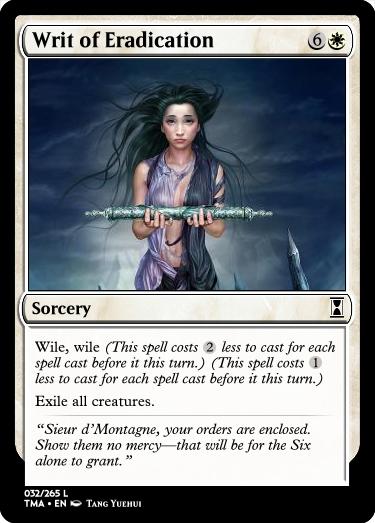 Writ of Eradication 6
Sorcery
Wile, wile (This spell costs 2 less to cast for each
spell cast before it this turn.) (This spell costs 1
less to cast for each spell cast before it this turn.)
Exile all creatures.
“Sieur d’Montagne, your orders are enclosed.
Show them no mercy—that will be for the Six
alone to grant.”
032/265 L
TMA • EN Tang Yuehui